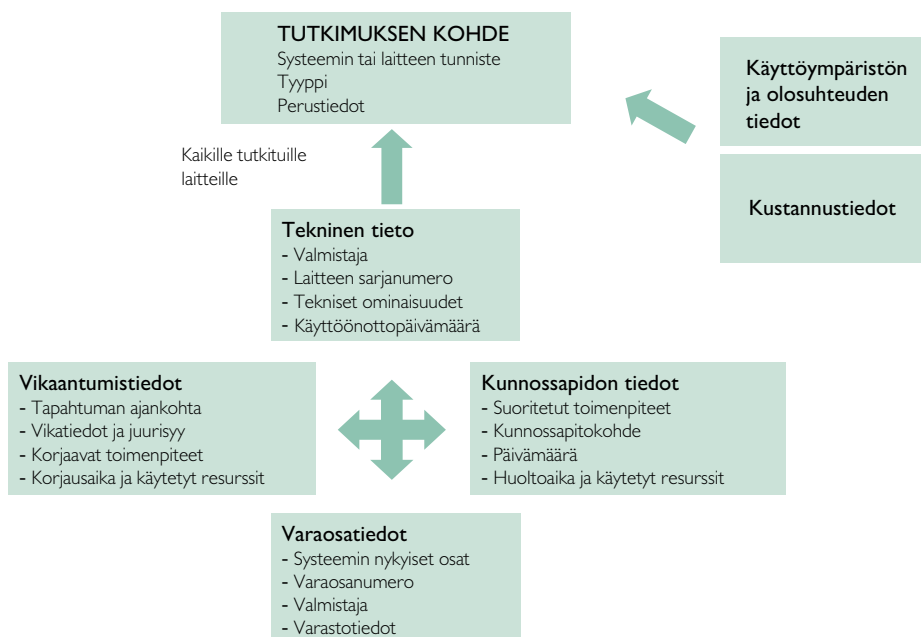 TUTKIMUKSEN KOHDE
Systeemin tai laitteen tunniste
Tyyppi
Perustiedot
Käyttöympäristön
ja olosuhteuden
tiedot
Kustannustiedot
Kaikille tutkituille
laitteille
Tekninen tieto
- Valmistaja
- Laitteen sarjanumero
- Tekniset ominaisuudet
- Käyttöönottopäivämäärä
Vikaantumistiedot
- Tapahtuman ajankohta
- Vikatiedot ja juurisyy
- Korjaavat toimenpiteet
- Korjausaika ja käytetyt resurssit
Kunnossapidon tiedot
- Suoritetut toimenpiteet
- Kunnossapitokohde
- Päivämäärä
- Huoltoaika ja käytetyt resurssit
Varaosatiedot
- Systeemin nykyiset osat
- Varaosanumero
- Valmistaja
- Varastotiedot